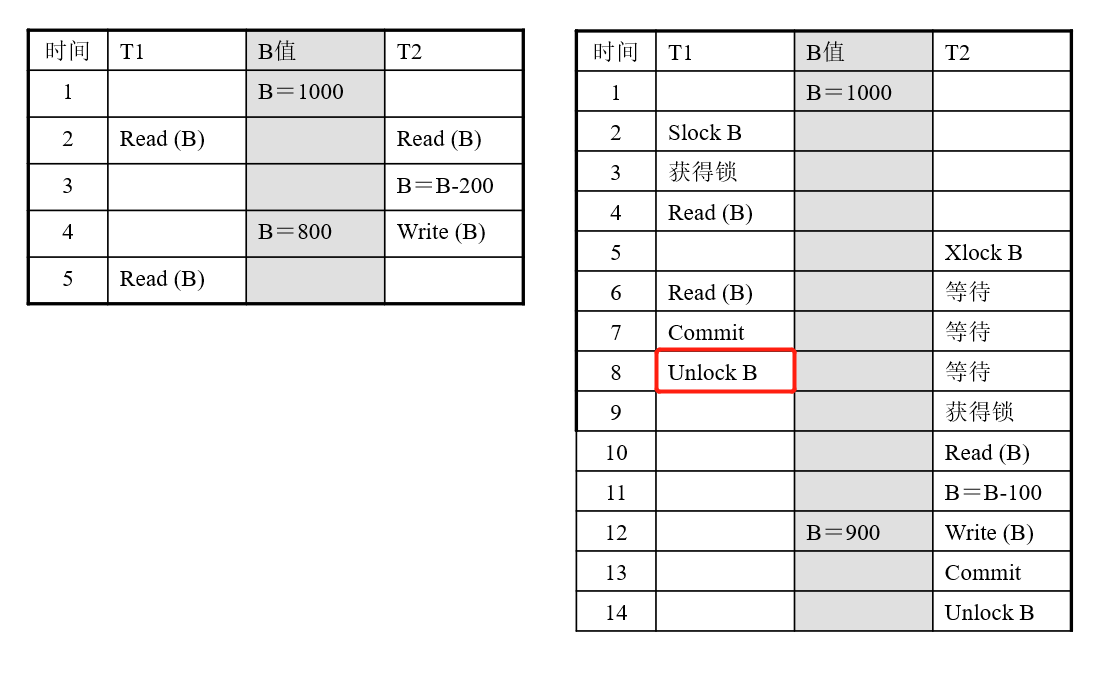 时间 T1 B值 T2
1 B＝1000
2 Read (B) Read (B)
3 B＝B-200
4 B＝800 Write (B)
5 Read (B)
时间 T1 B值 T2
1 B＝1000
2 Slock B
3 获得锁
4 Read (B)
5 Xlock B
6 Read (B) 等待
7 Commit 等待
8 Unlock B 等待
9 获得锁
10 Read (B)
11 B＝B-100
12 B＝900 Write (B)
13 Commit
14 Unlock B